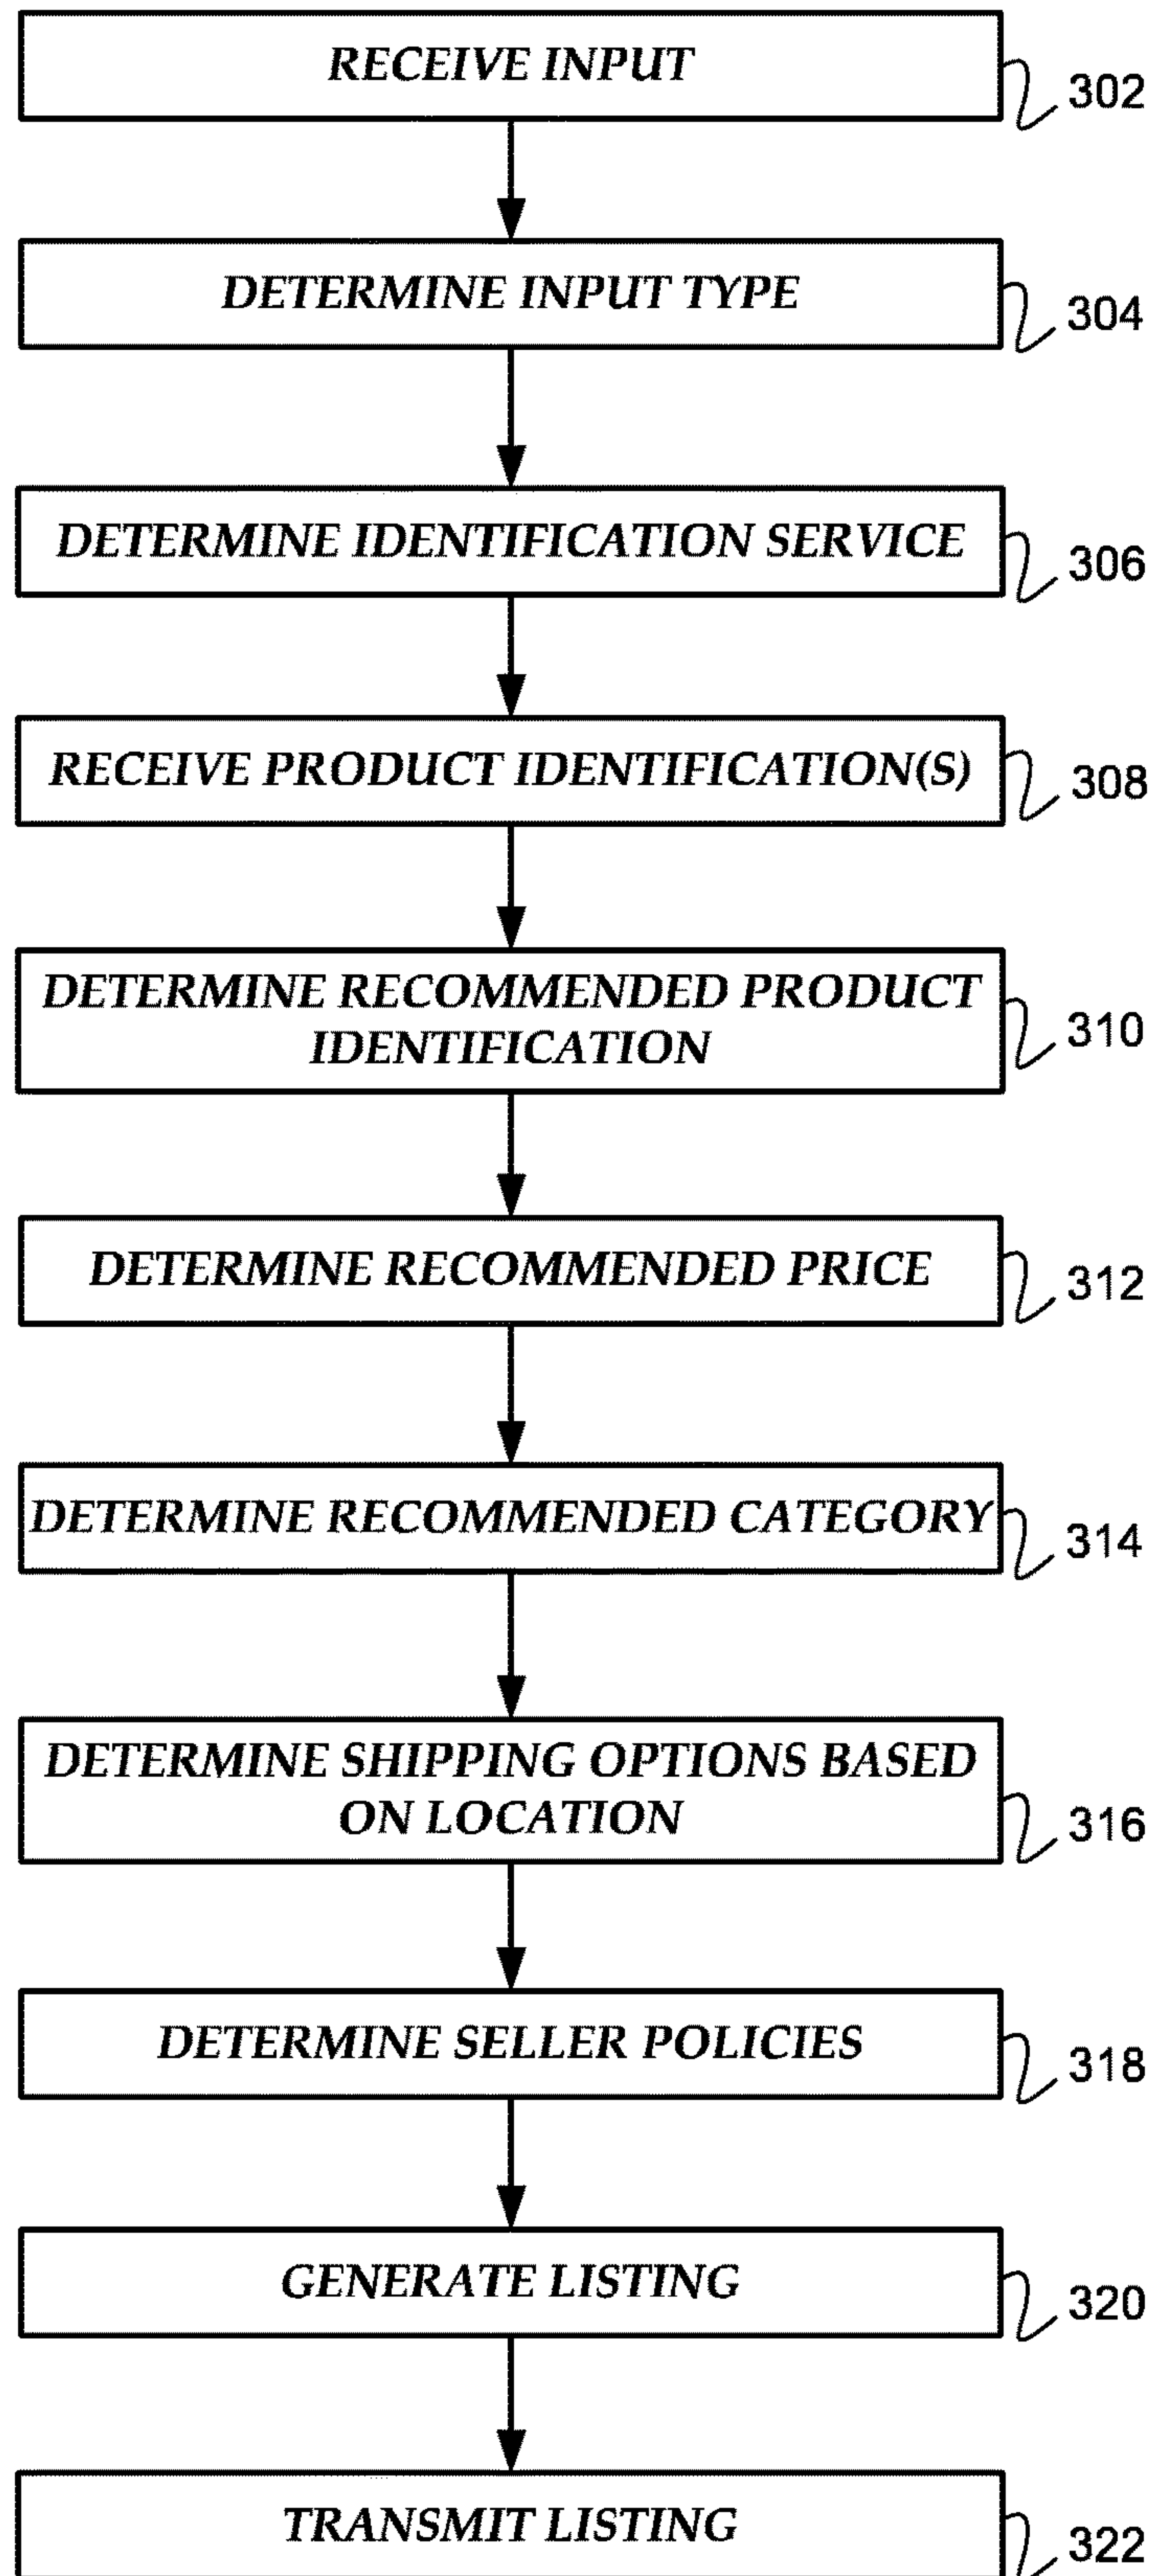 RECEIVE INPUT
302
DETERMINE INPUT TYPE
304
DETERMINE IDENTIFICATION SERVICE
306
RECEIVE PRODUCT IDENTIFICATION(S)
308
DETERMINE RECOMMENDED PRODUCT
IDENTIFICATION
310
DETERMINE RECOMMENDED PRICE
312
DETERMINE RECOMMENDED CATEGORY
314
DETERMINE SHIPPING OPTIONS BASED
ON LOCATION
316
DETERMINE SELLER POLICIES
318
GENERATE LISTING
320
TRANSMIT LISTING
322